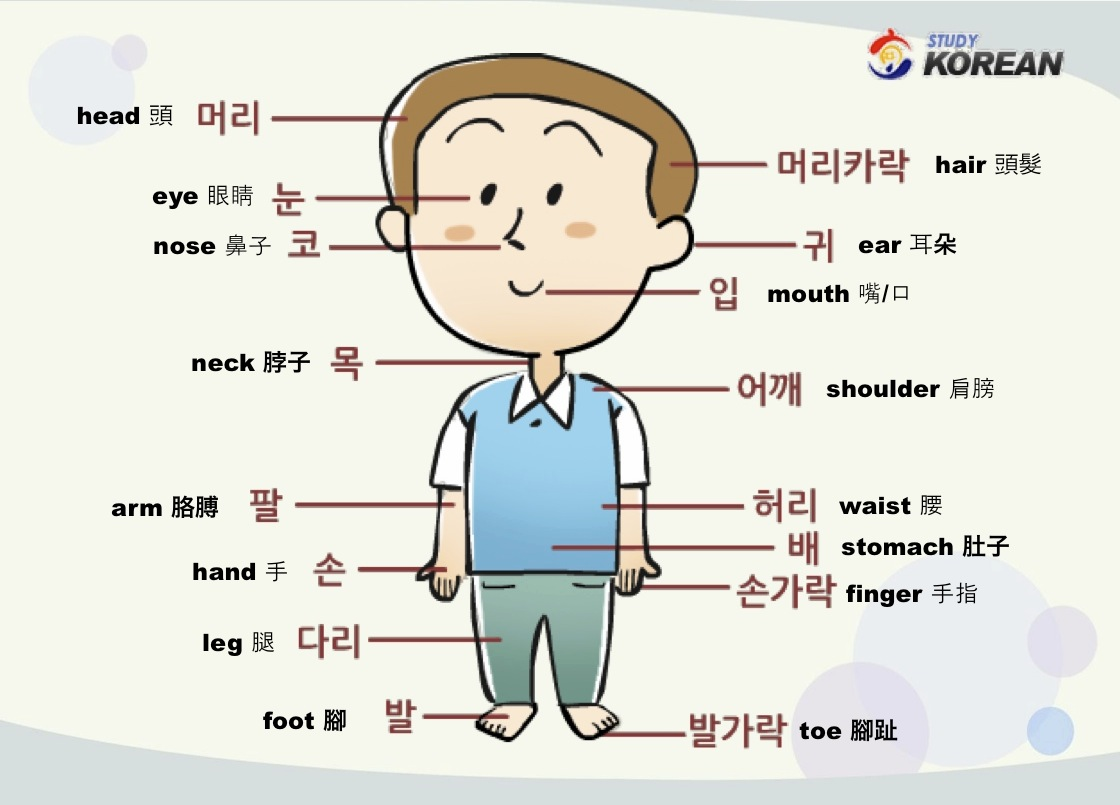 STUDY
KOREAN
head 頭 머리
머리카락 hair 頭髮
eye 眼睛 눈
nose 鼻子 코
귀 ear 耳朵
입 mouth 嘴/口
neck 脖子 목
어깨 shoulder 肩膀
arm 胳膊 팔
허리 waist 腰
배 stomach 肚子
hand 手 손
손가락 finger 手指
leg 腿 다리
foot 腳 발
발가락 toe 腳趾